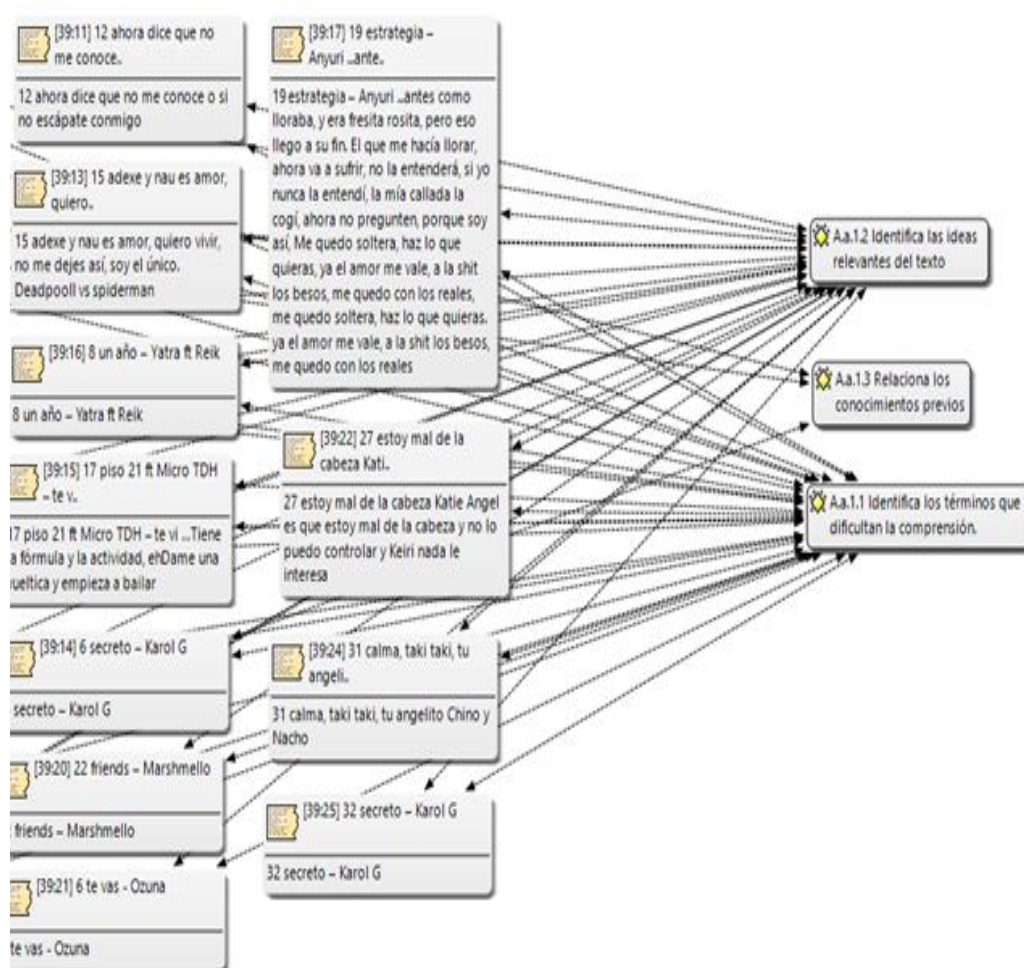 [39:11] 12 ahora dice que no
me conoce..
12 ahora dice que no me conoce o si
no escápate conmigo
[39:13] 15 adexe y nau es amor,
quiero..
15 adexe y nau es amor, quiero vivir,
no me dejes así, soy el único.
Deadpooll vs spiderman
[39:16] 8 un año – Yatra ft Reik
8 un año – Yatra ft Reik
[39:15] 17 piso 21 ft Micro TDH
– te v..
17 piso 21 ft Micro TDH – te vi ...Tiene
a fórmula y la actividad, ehDame una
ueltica y empieza a bailar
[39:14] 6 secreto – Karol G
secreto – Karol G
[39:20] 22 friends – Marshmello
friends – Marshmello
[39:21] 6 te vas - Ozuna
te vas - Ozuna
[39:17] 19 estrategia –
Anyuri ...ante..
19 estrategia – Anyuri ...antes como
lloraba, y era fresita rosita, pero eso
llego a su fin. El que me hacía llorar,
ahora va a sufrir, no la entenderá, si yo
nunca la entendí, la mía callada la
cogí, ahora no pregunten, porque soy
así, Me quedo soltera, haz lo que
quieras, ya el amor me vale, a la shit
los besos, me quedo con los reales,
me quedo soltera, haz lo que quieras.
ya el amor me vale, a la shit los besos,
me quedo con los reales
[39:22] 27 estoy mal de la
cabeza Kati..
27 estoy mal de la cabeza Katie Angel
es que estoy mal de la cabeza y no lo
puedo controlar y Keiri nada le
interesa
[39:24] 31 calma, taki taki, tu
angeli..
31 calma, taki taki, tu angelito Chino y
Nacho
[39:25] 32 secreto – Karol G
32 secreto – Karol G
A.a.1.2 Identifica las ideas
relevantes del texto
A.a.1.3 Relaciona los
conocimientos previos
A.a.1.1 Identifica los términos que
dificultan la comprensión.